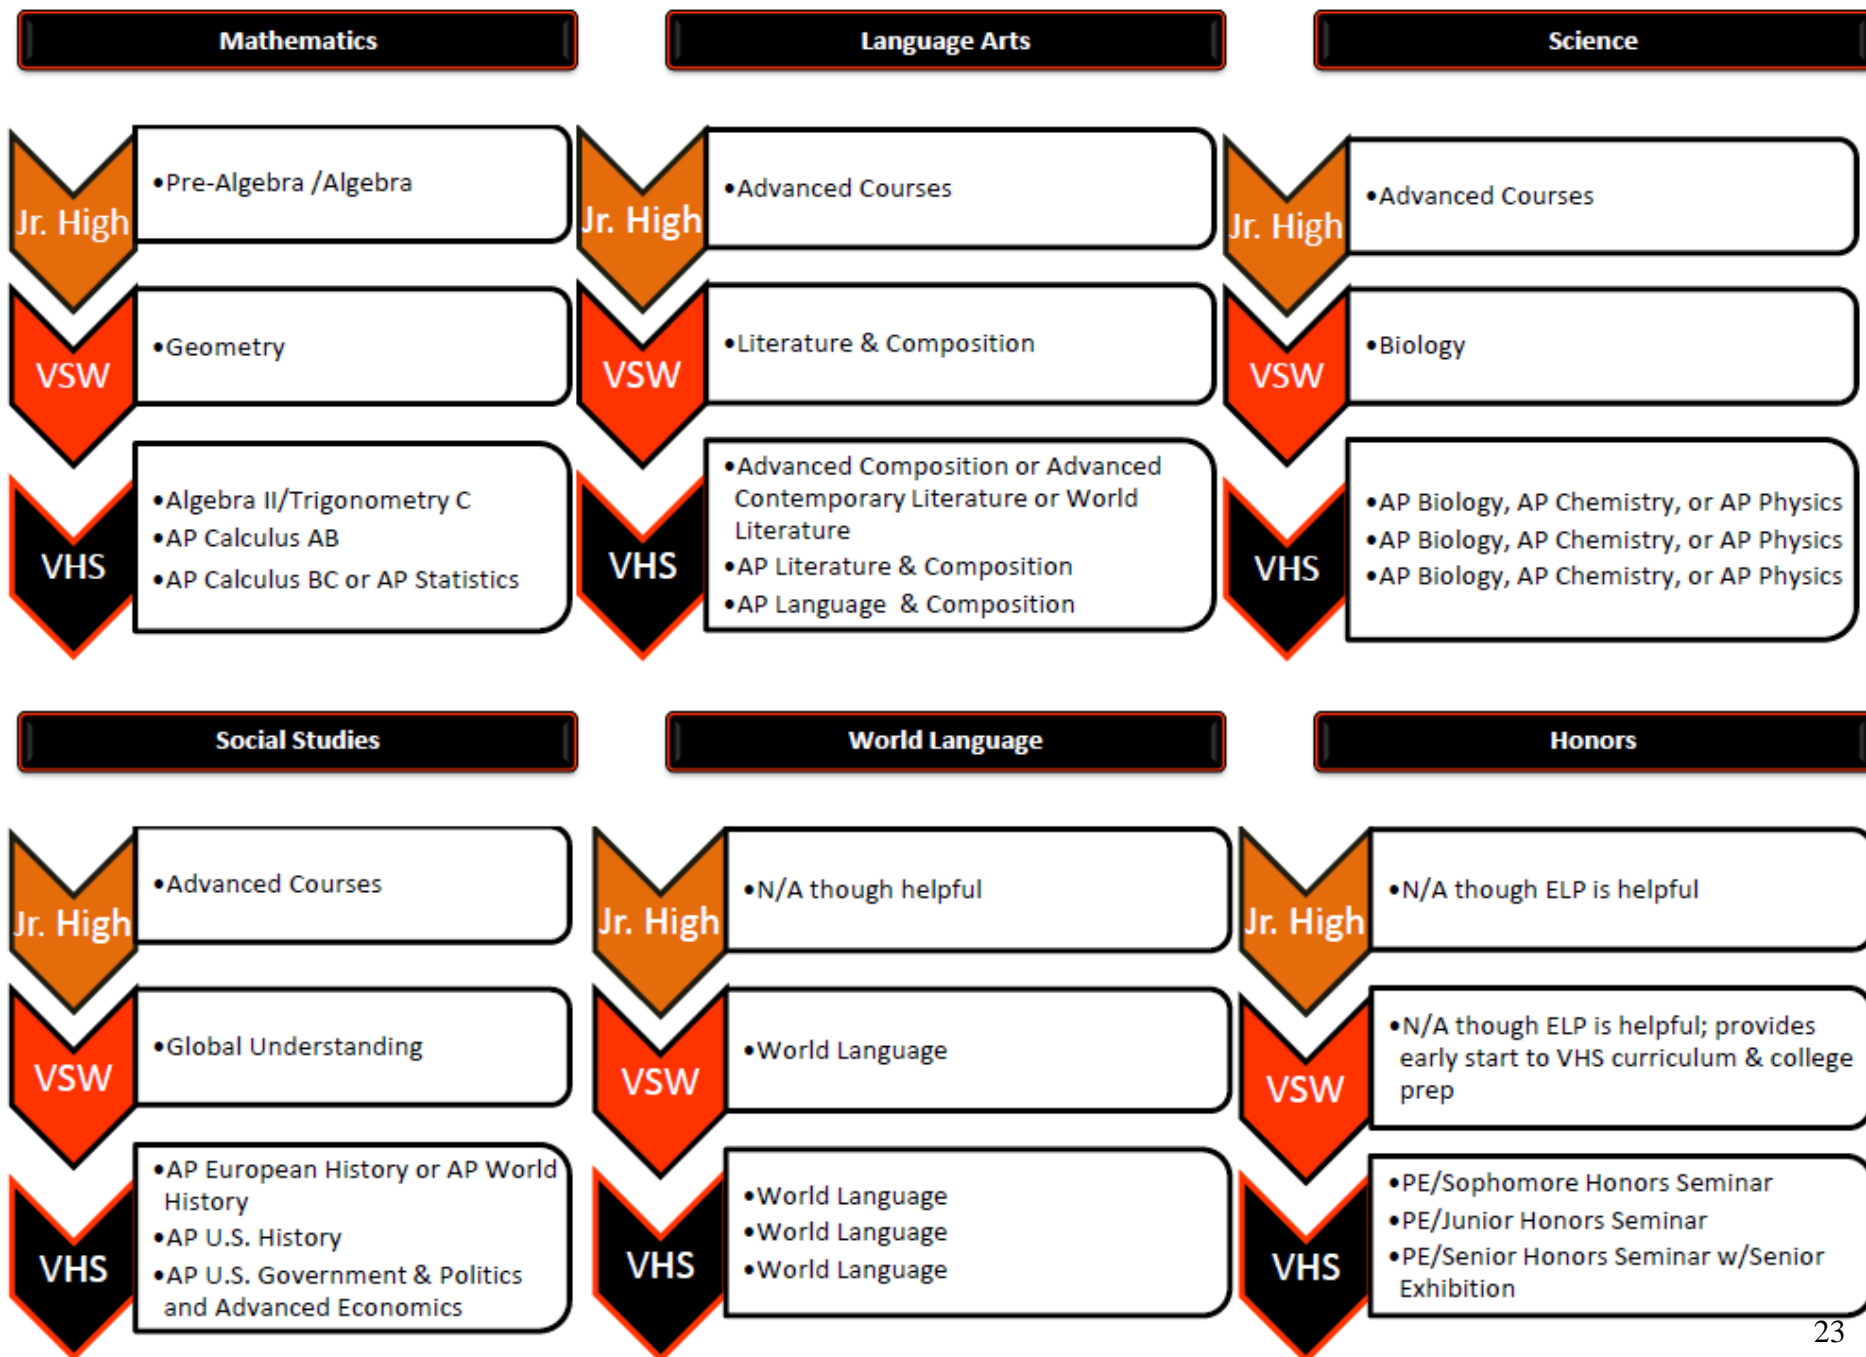 Mathematics
Jr. High
•Pre-Algebra /Algebra
VSW
•Geometry
VHS
•Algebra II/Trigonometry C
•AP Calculus AB
•AP Calculus BC or AP Statistics
Language Arts
Jr. High
•Advanced Courses
VSW
•Literature & Composition
VHS
•Advanced Composition or Advanced
Contemporary Literature or World
Literature
•AP Literature & Composition
•AP Language & Composition
Science
Jr. High
•Advanced Courses
VSW
•Biology
VHS
•AP Biology, AP Chemistry, or AP Physics
•AP Biology, AP Chemistry, or AP Physics
•AP Biology, AP Chemistry, or AP Physics
Social Studies
Jr. High
•Advanced Courses
VSW
•Global Understanding
VHS
•AP European History or AP World
History
•AP U.S. History
•AP U.S. Government & Politics
and Advanced Economics
World Language
Jr. High
•N/A though helpful
VSW
•World Language
VHS
•World Language
•World Language
•World Language
Honors
Jr. High
•N/A though ELP is helpful
VSW
•N/A though ELP is helpful; provides
early start to VHS curriculum & college
prep
VHS
•PE/Sophomore Honors Seminar
•PE/Junior Honors Seminar
•PE/Senior Honors Seminar w/Senior
Exhibition
23